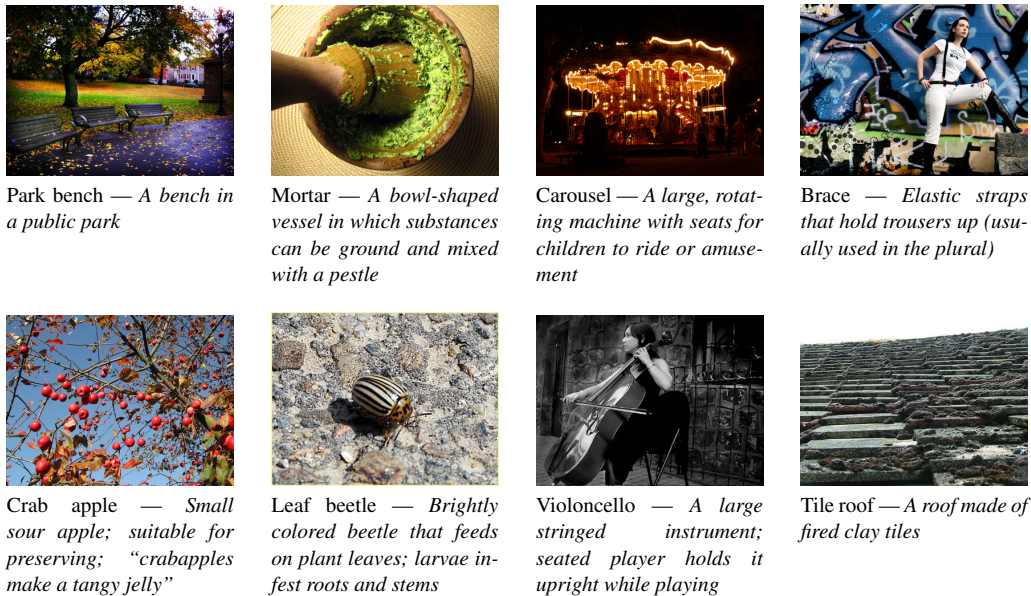 Park bench — A bench in
a public park
Mortar — A bowl-shaped
vessel in which substances
can be ground and mixed
with a pestle
Carousel — A large, rotat-
ing machine with seats for
children to ride or amuse-
ment
Brace — Elastic straps
that hold trousers up (usu-
ally used in the plural)
Crab apple — Small
sour apple; suitable for
preserving; “crabapples
make a tangy jelly”
Leaf beetle — Brightly
colored beetle that feeds
on plant leaves; larvae in-
fest roots and stems
Violoncello — A large
stringed instrument;
seated player holds it
upright while playing
Tile roof — A roof made of
fired clay tiles